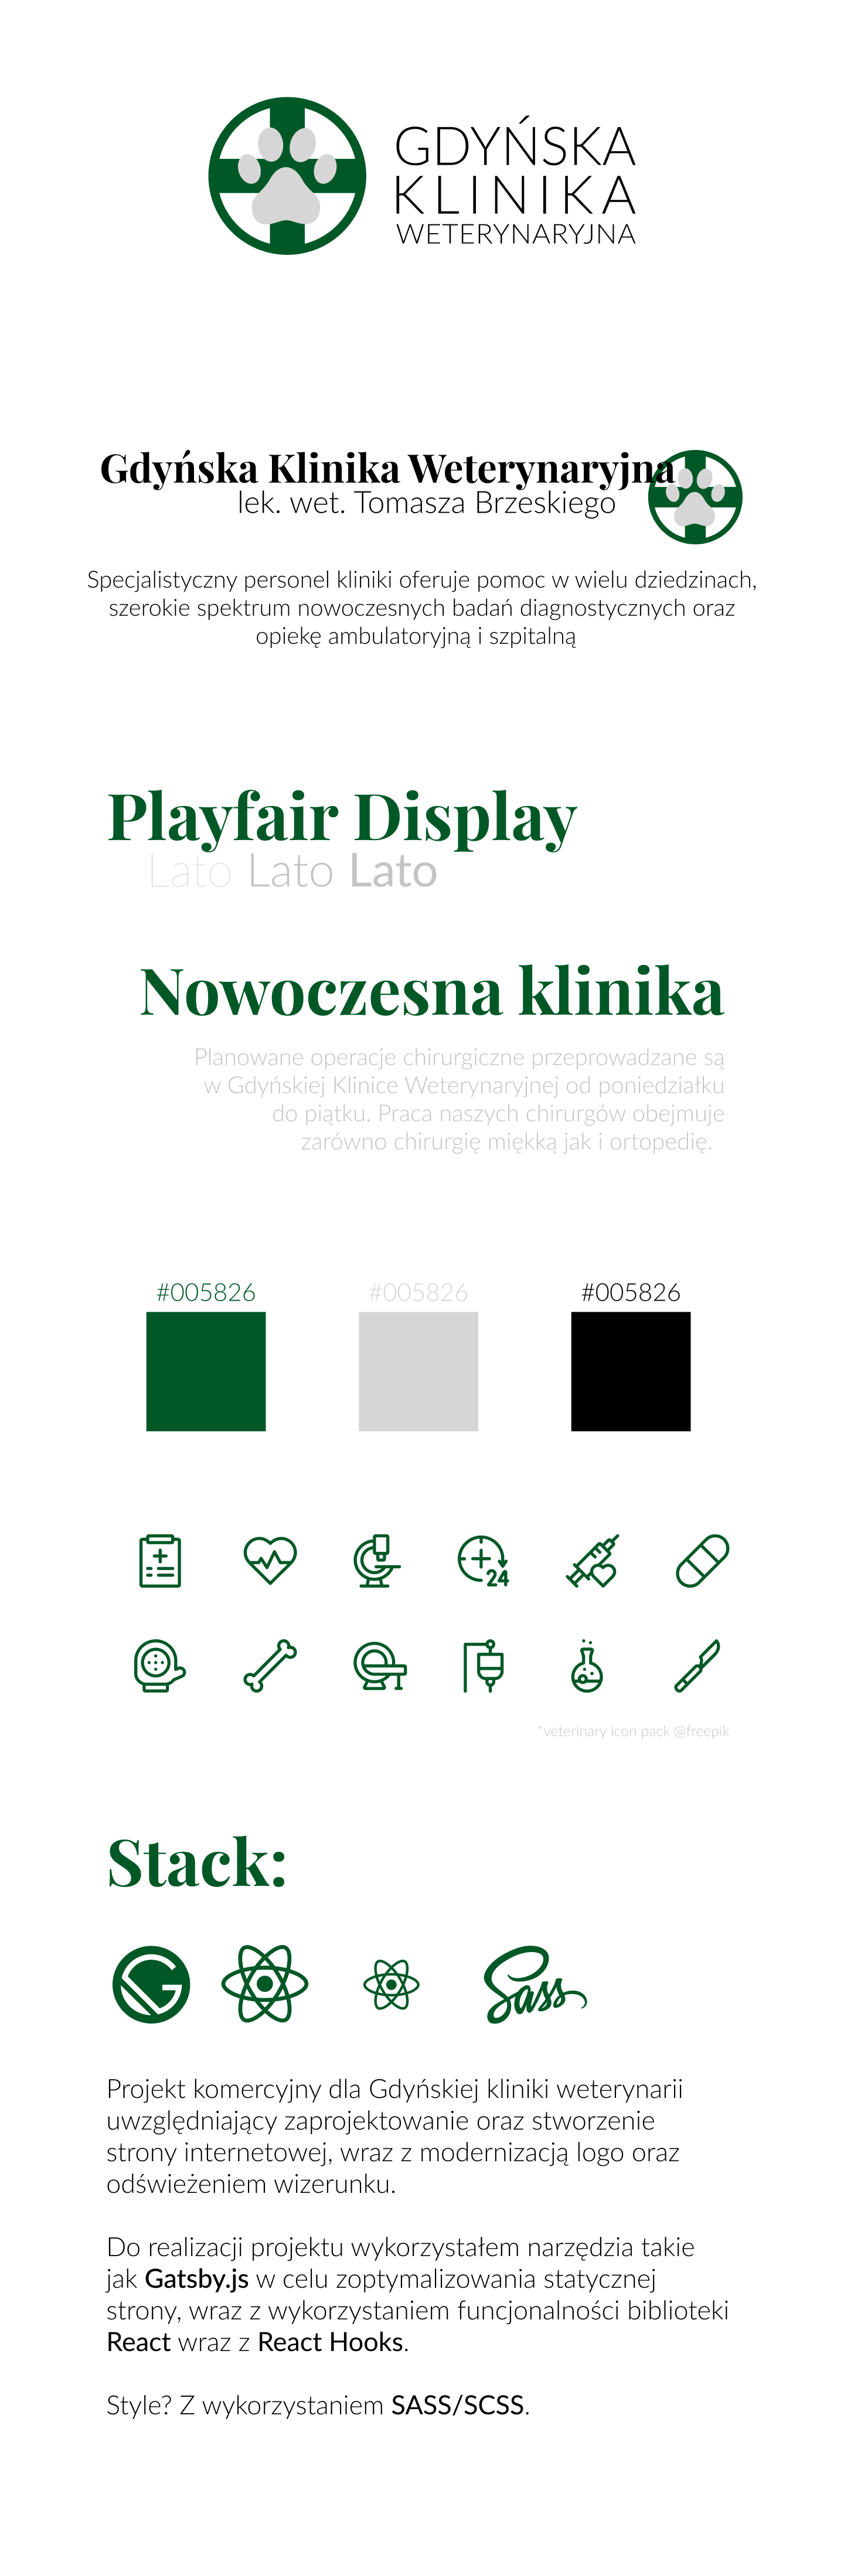 GDYŃSKA
KLINIKA
WETERYNARYJNA
Gdyńska Klinika Weterynaryjna
lek. wet. Tomasza Brzeskiego
Specjalistyczny personel kliniki oferuje pomoc w wielu dziedzinach,
szerokie spektrum nowoczesnych badań diagnostycznych oraz
opiekę ambulatoryjną i szpitalną
Playfair Display
Lato Lato Lato
Nowoczesna klinika
Planowane operacje chirurgiczne przeprowadzane są
w Gdyńskiej Klinice Weterynaryjnej od poniedziałku
do piątku. Praca naszych chirurgów obejmuje
zarówno chirurgię miękką jak i ortopedię.
#005826 #005826 #005826
24
*veterinary icon pack @freepik
Stack:
Sass
Projekt komercyjny dla Gdyńskiej kliniki weterynarii
uwzględniający zaprojektowanie oraz stworzenie
strony internetowej, wraz z modernizacją logo oraz
odświeżeniem wizerunku.
Do realizacji projektu wykorzystałem narzędzia takie
jak Gatsby.js w celu zoptymalizowania statycznej
strony, wraz z wykorzystaniem funcjonalności biblioteki
React wraz z React Hooks.
Style? Z wykorzystaniem SASS/SCSS.